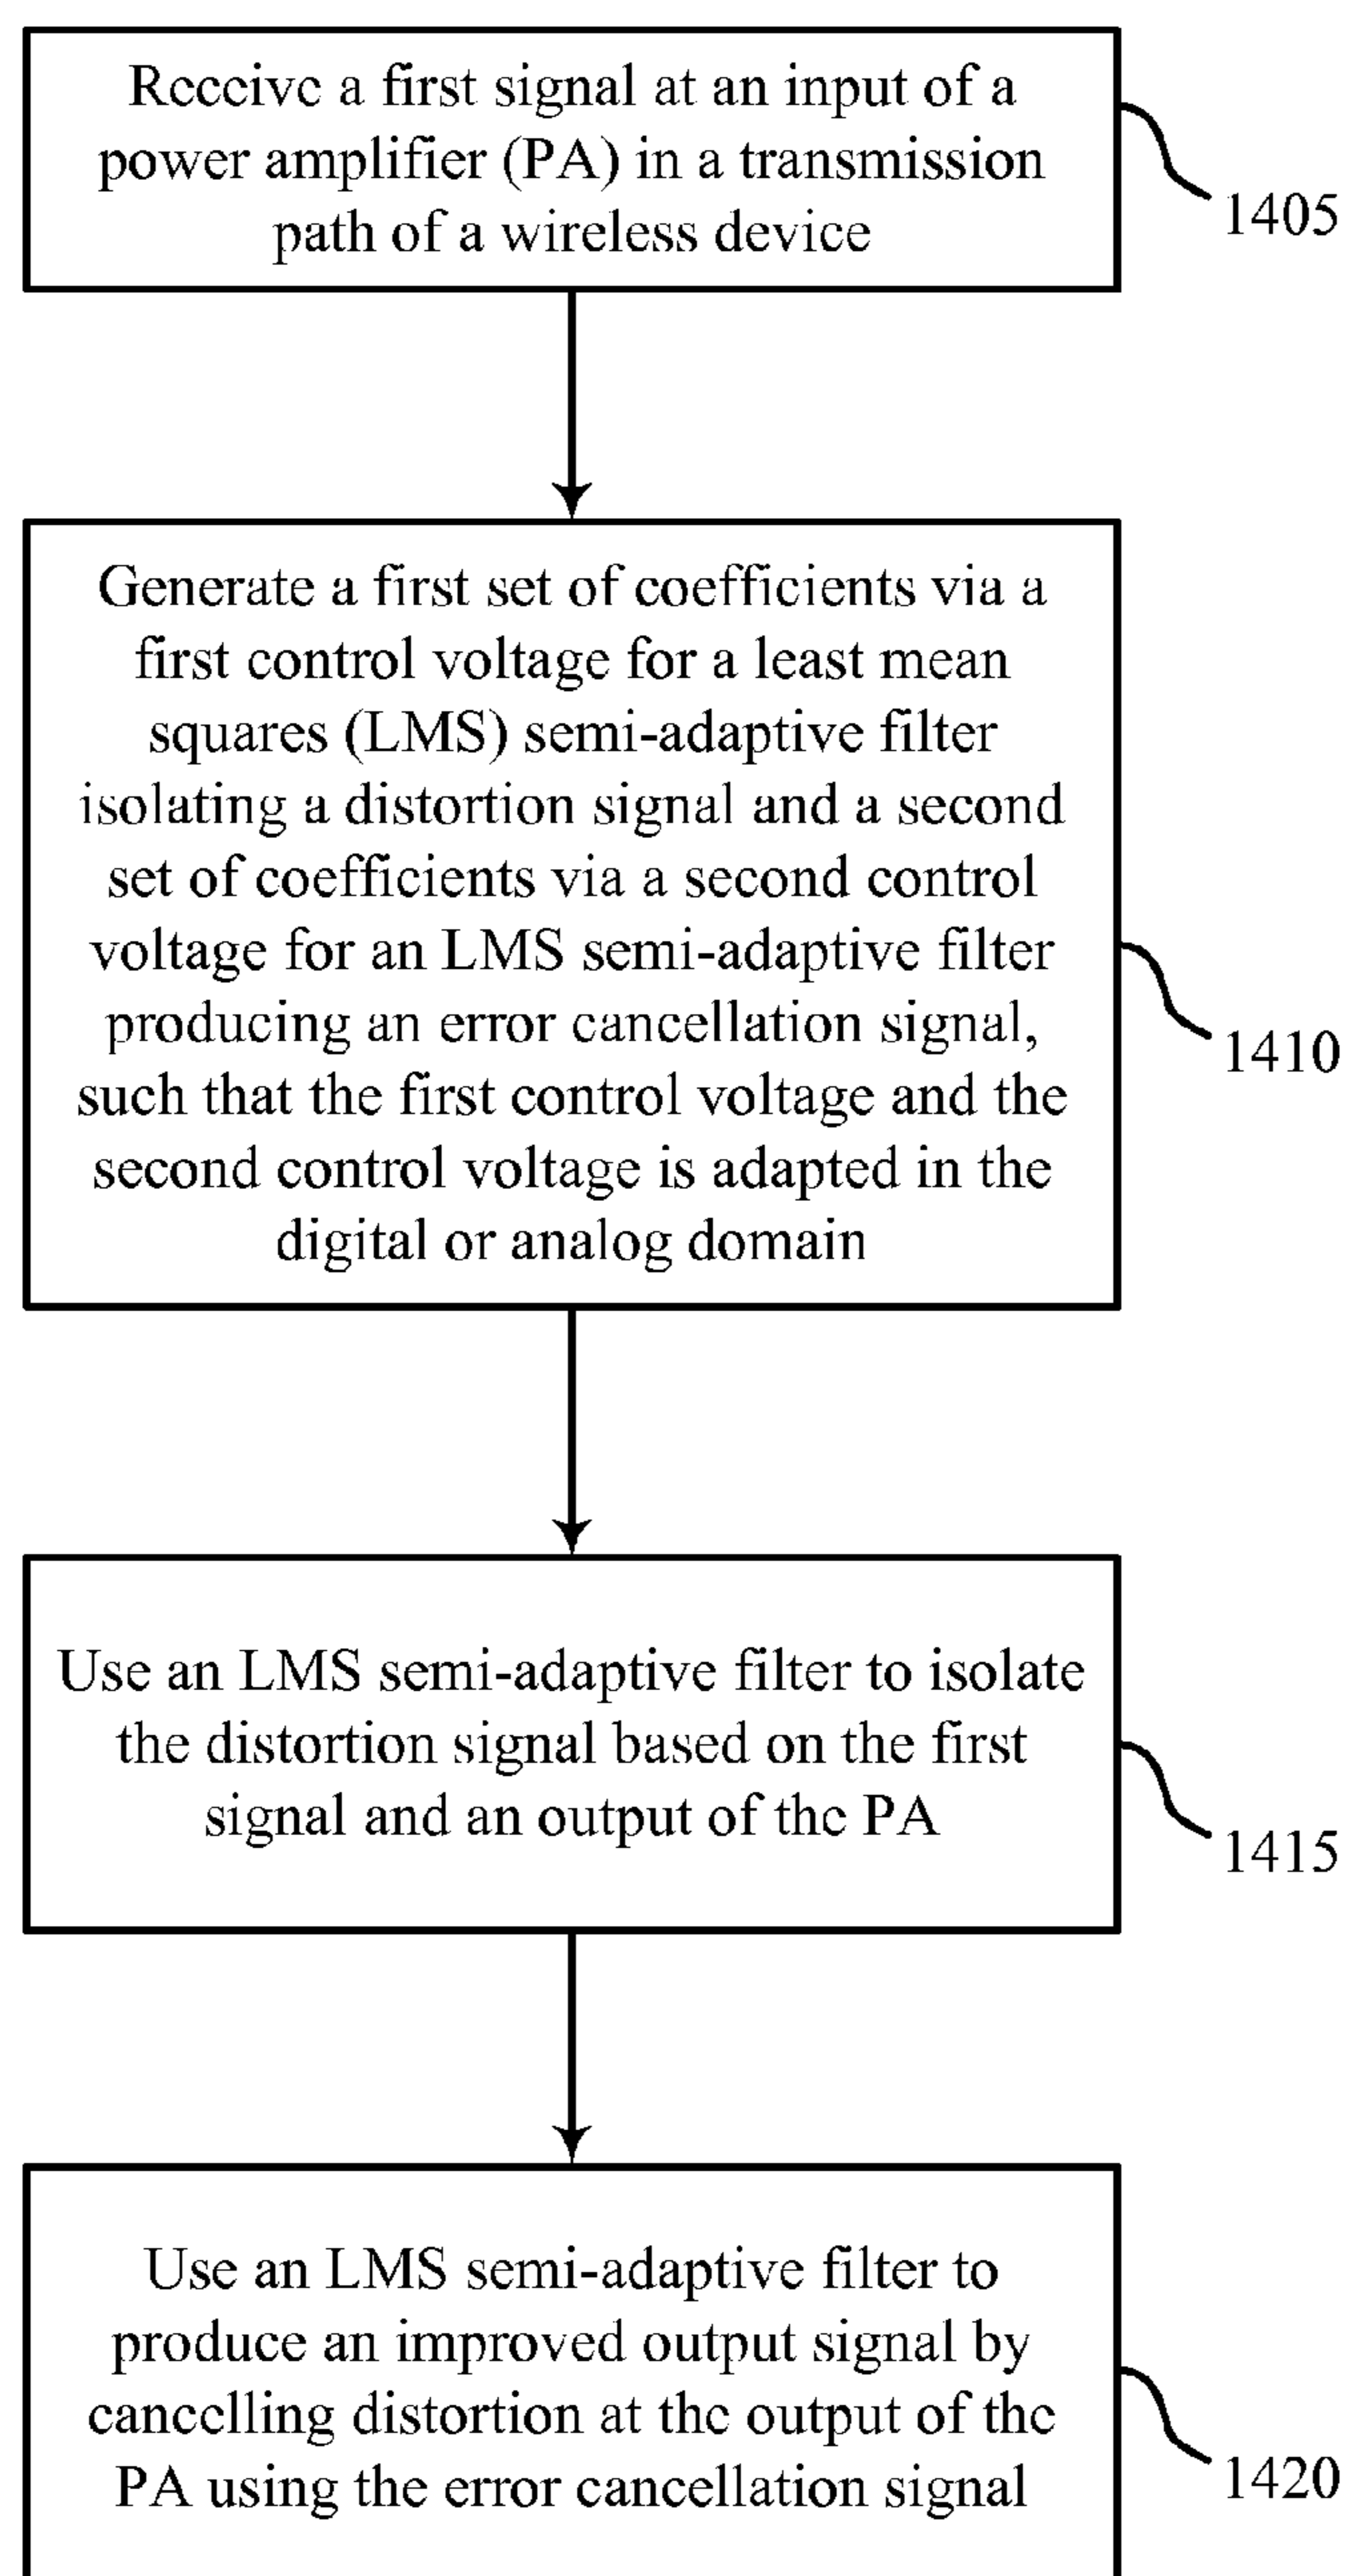 Receive a first signal at an input of a
power amplifier (PA) in a transmission
path of a wireless device
1405
Generate a first set of coefficients via a
first control voltage for a least mean
squares (LMS) semi-adaptive filter
isolating a distortion signal and a second
set of coefficients via a second control
voltage for an LMS semi-adaptive filter
producing an error cancellation signal,
such that the first control voltage and the
second control voltage is adapted in the
digital or analog domain
1410
Use an LMS semi-adaptive filter to isolate
the distortion signal based on the first
signal and an output of the PA
1415
Use an LMS semi-adaptive filter to
produce an improved output signal by
cancelling distortion at the output of the
PA using the error cancellation signal
1420